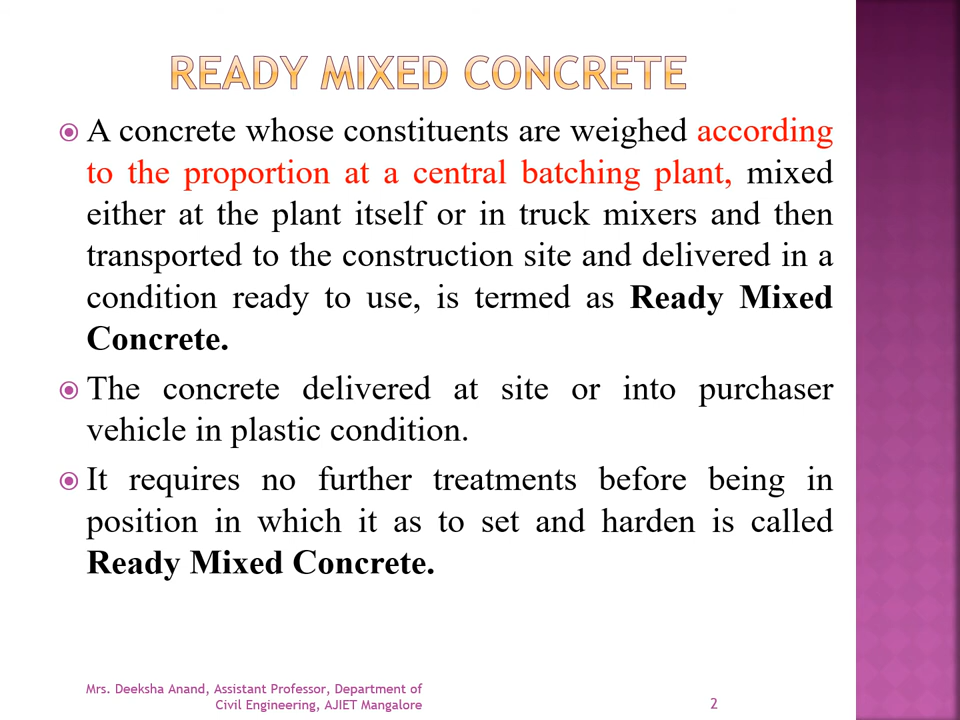 READY MIXED CONCRETE
A concrete whose constituents are weighed according
to the proportion at a central batching plant, mixed
either at the plant itself or in truck mixers and then
transported to the construction site and delivered in a
condition ready to use, is termed as Ready Mixed
Concrete.
The concrete delivered at site or into purchaser
vehicle in plastic condition.
It requires no further treatments before being in
position in which it as to set and harden is called
Ready Mixed Concrete.
Mrs. Deeksha Anand, Assistant Professor, Department of
Civil Engineering, AJIET Mangalore
2